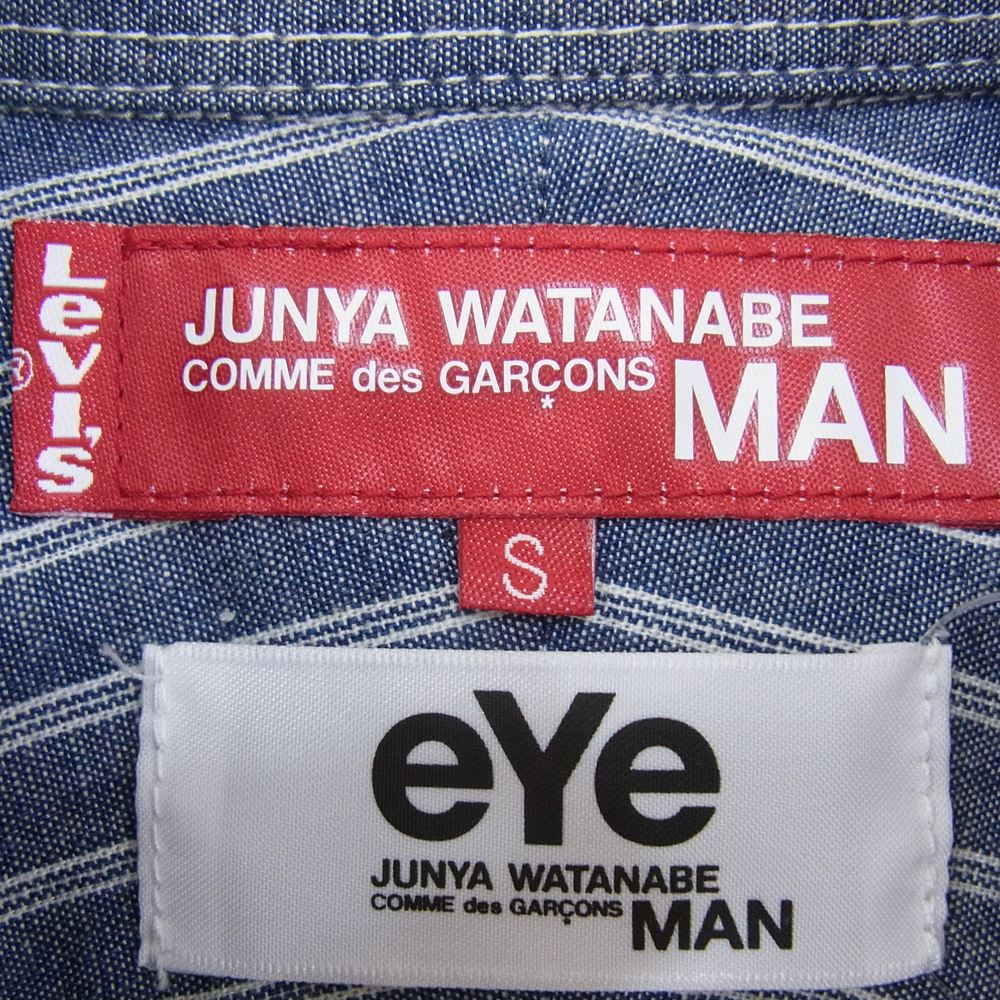 Levi's
®
JUNYA WATANABE
COMME des GARÇONS
*
MAN
S
eYe
JUNYA WATANABE
COMME des GARÇONS
*
MAN